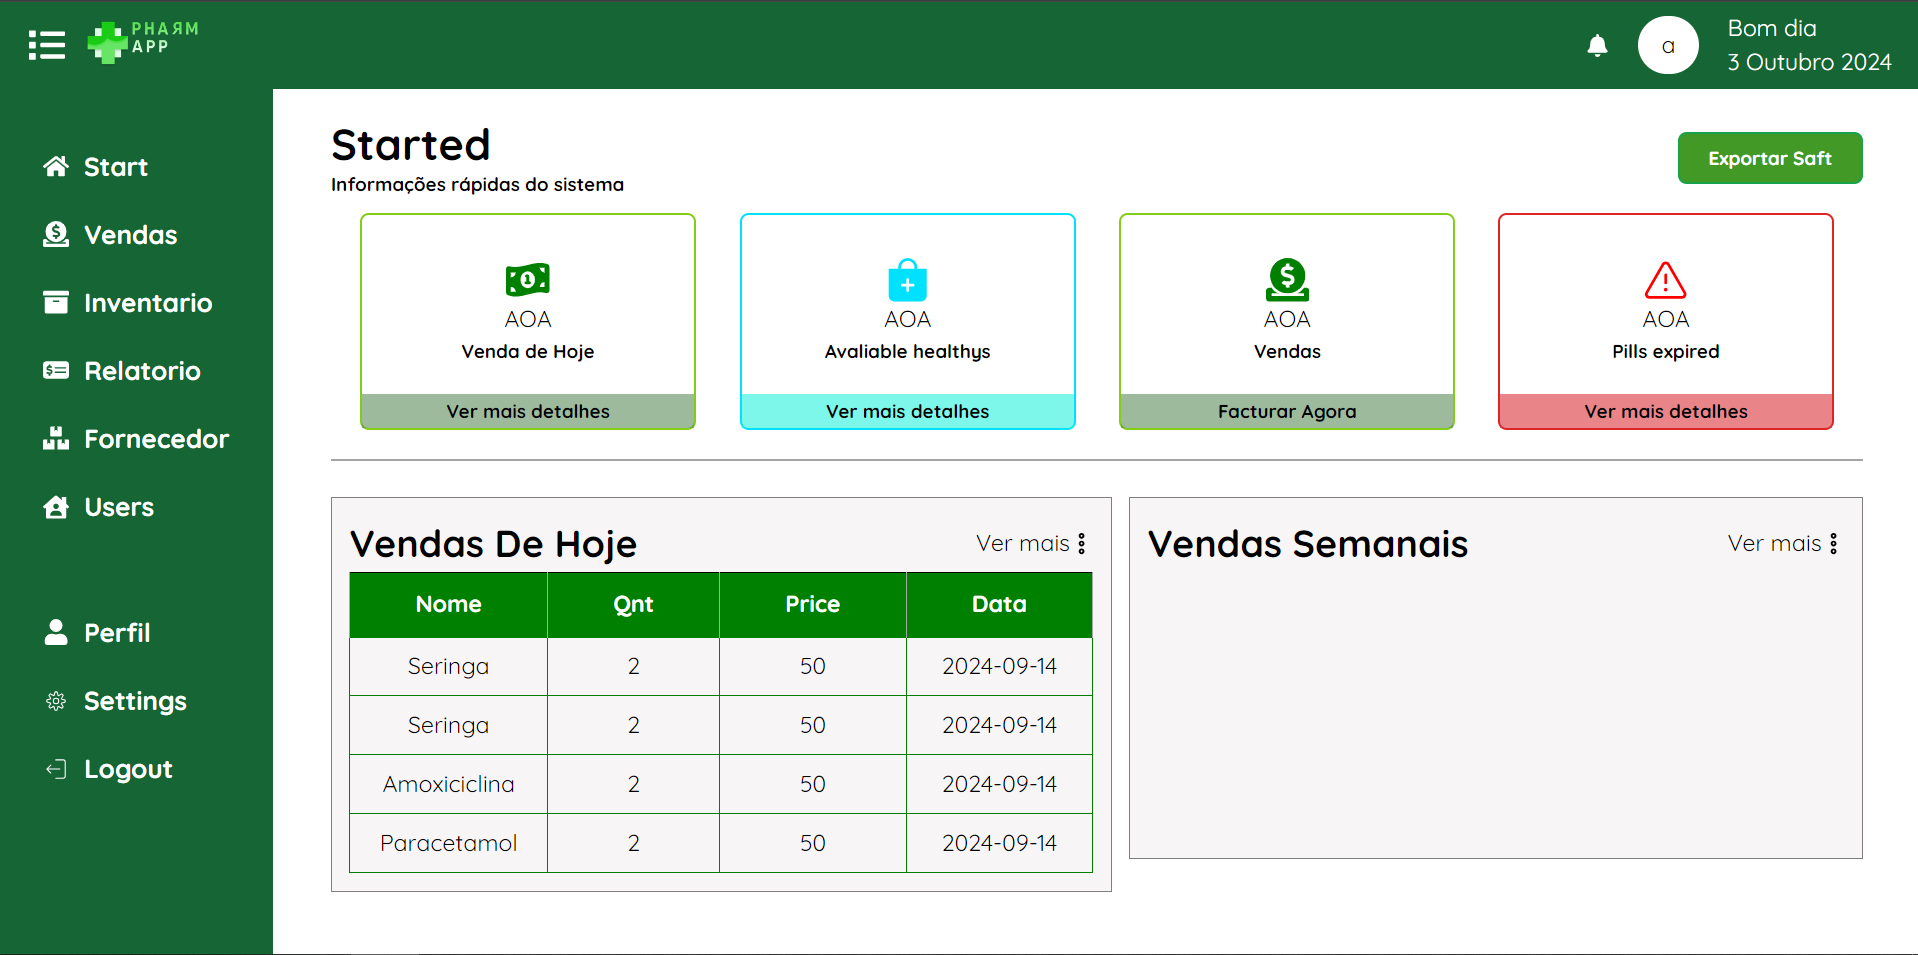 PHARM
APP
a
Bom dia
3 Outubro 2024
Start
Vendas
Inventario
Relatorio
Fornecedor
Users
Perfil
Settings
Logout
Started
Informações rápidas do sistema
Exportar Saft
AOA
Venda de Hoje
Ver mais detalhes
AOA
Avaliable healthys
Ver mais detalhes
AOA
Vendas
Facturar Agora
AOA
Pills expired
Ver mais detalhes
Vendas De Hoje
Ver mais
Nome Qnt Price Data
Seringa 2 50 2024-09-14
Seringa 2 50 2024-09-14
Amoxiciclina 2 50 2024-09-14
Paracetamol 2 50 2024-09-14
Vendas Semanais
Ver mais